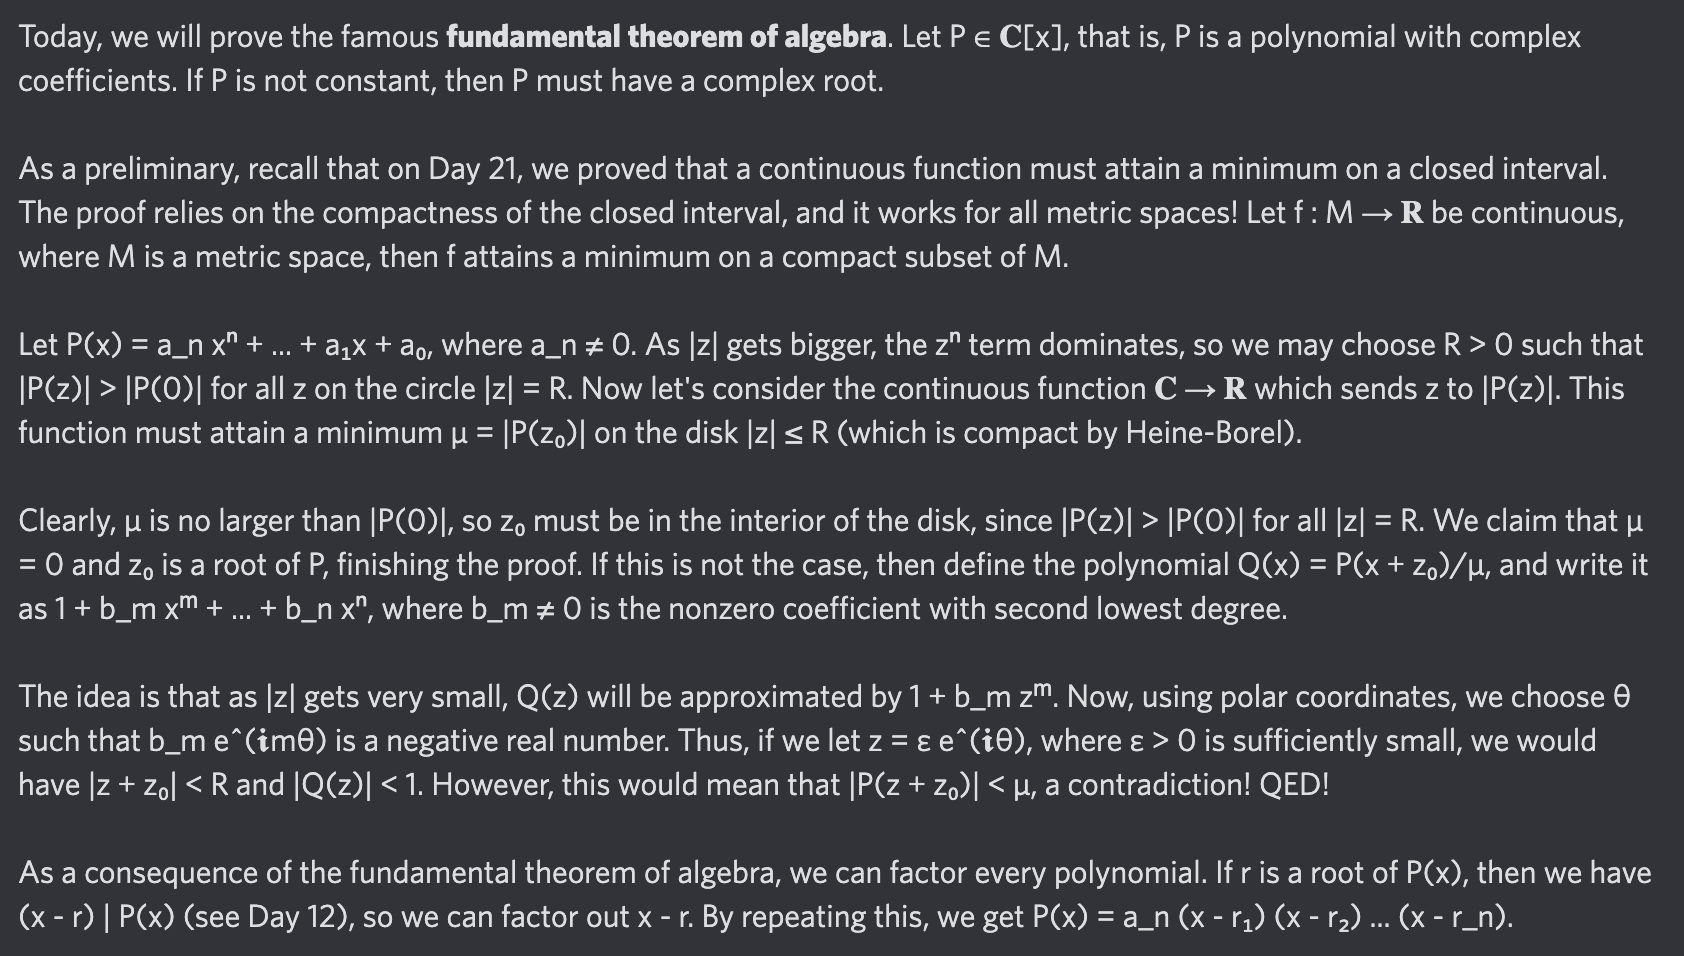 Today, we will prove the famous fundamental theorem of algebra. Let P ∈ 𝐂[x], that is, P is a polynomial with complex
coefficients. If P is not constant, then P must have a complex root.
As a preliminary, recall that on Day 21, we proved that a continuous function must attain a minimum on a closed interval.
The proof relies on the compactness of the closed interval, and it works for all metric spaces! Let f : M → 𝐑 be continuous,
where M is a metric space, then f attains a minimum on a compact subset of M.
Let P(x) = a_n xⁿ + ... + a₁x + a₀, where a_n ≠ 0. As |z| gets bigger, the zⁿ term dominates, so we may choose R > 0 such that
|P(z)| > |P(0)| for all z on the circle |z| = R. Now let's consider the continuous function 𝐂 → 𝐑 which sends z to |P(z)|. This
function must attain a minimum μ = |P(z₀)| on the disk |z| ≤ R (which is compact by Heine-Borel).
Clearly, μ is no larger than |P(0)|, so z₀ must be in the interior of the disk, since |P(z)| > |P(0)| for all |z| = R. We claim that μ
= 0 and z₀ is a root of P, finishing the proof. If this is not the case, then define the polynomial Q(x) = P(x + z₀)/μ, and write it
as 1 + b_m xᵐ + ... + b_n xⁿ, where b_m ≠ 0 is the nonzero coefficient with second lowest degree.
The idea is that as |z| gets very small, Q(z) will be approximated by 1 + b_m zᵐ. Now, using polar coordinates, we choose θ
such that b_m e^(𝐢mθ) is a negative real number. Thus, if we let z = ε e^(𝐢θ), where ε > 0 is sufficiently small, we would
have |z + z₀| < R and |Q(z)| < 1. However, this would mean that |P(z + z₀)| < μ, a contradiction! QED!
As a consequence of the fundamental theorem of algebra, we can factor every polynomial. If r is a root of P(x), then we have
(x - r) | P(x) (see Day 12), so we can factor out x - r. By repeating this, we get P(x) = a_n (x - r₁) (x - r₂) ... (x - r_n).